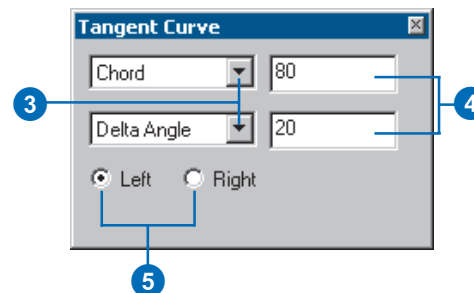 Tangent Curve
Chord 80
3
4
Delta Angle 20
Left Right
5